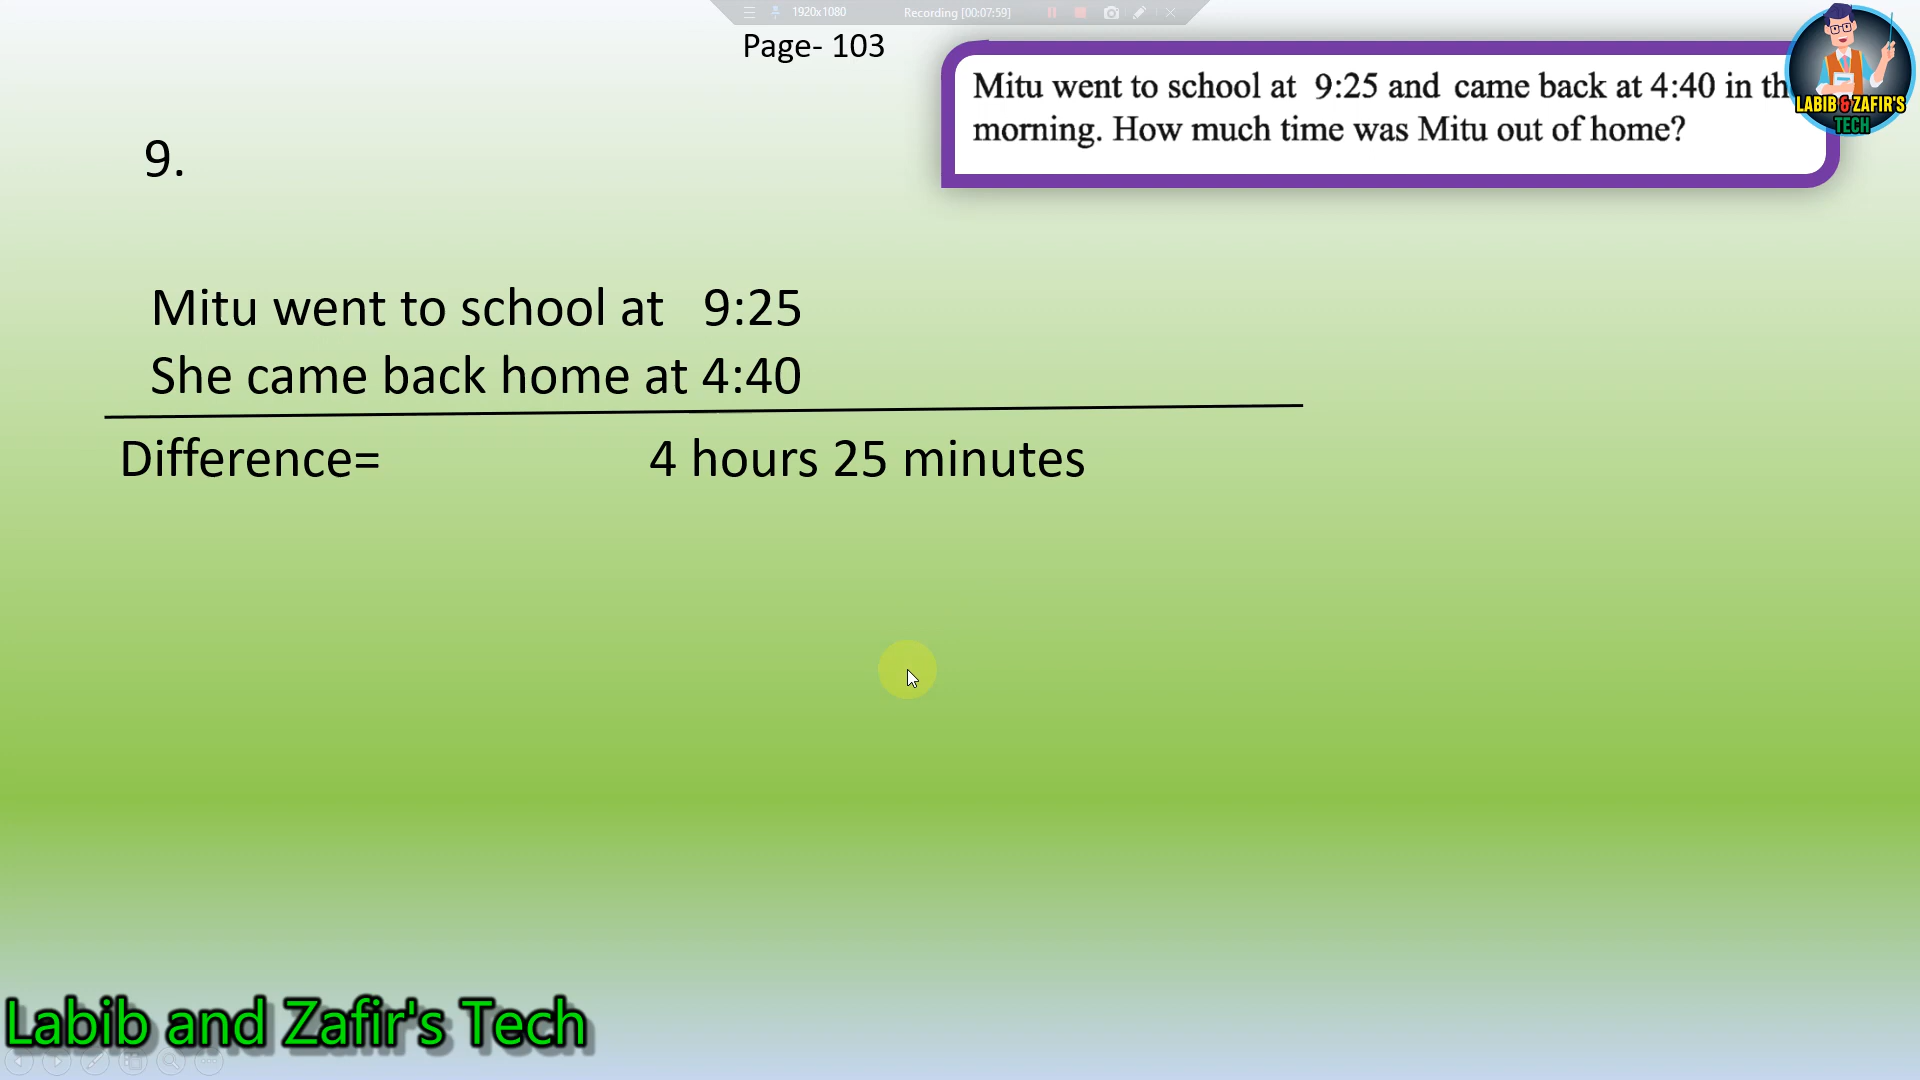 1920x1080 Recording [00:07:59]
Page- 103
Mitu went to school at 9:25 and came back at 4:40 in th
morning. How much time was Mitu out of home?
LABIB & ZAFIR'S
TECH
9.
Mitu went to school at 9:25
She came back home at 4:40
Difference= 4 hours 25 minutes
Labib and Zafir's Tech